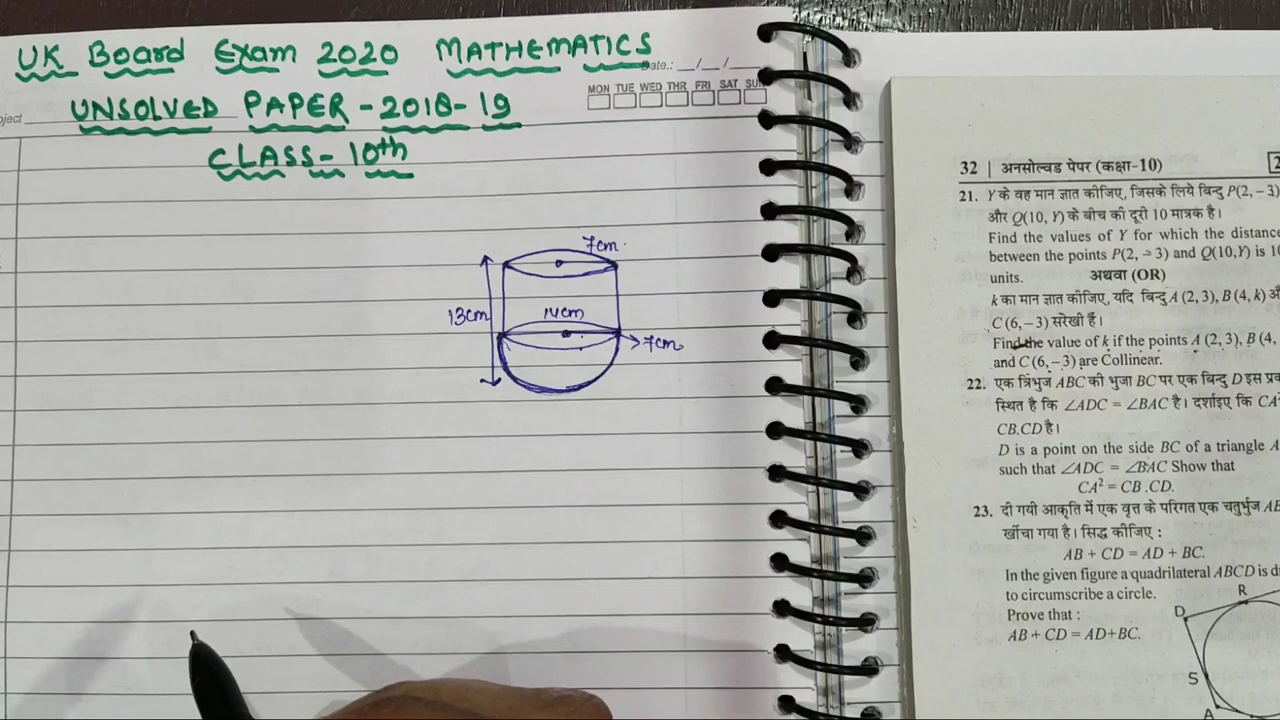 UK Board Exam 2020 MATHEMATICS
Date.: __/__/__
UNSOLVED PAPER - 2018-19
MON TUE WED THR FRI SAT SUN
CLASS - 10th
7cm.
13cm
14cm
7cm
32 | अनसोल्वड पेपर (कक्षा-10)
21. Y के वह मान ज्ञात कीजिए, जिसके लिये बिन्दु P(2, – 3)
और Q(10, Y) के बीच की दूरी 10 मात्रक है।
Find the values of Y for which the distance
between the points P(2, – 3) and Q(10,Y) is
units. अथवा (OR)
k का मान ज्ञात कीजिए, यदि बिन्दु A (2, 3), B (4, k)
C (6, – 3) सरेखी हैं।
Find the value of k if the points A (2, 3), B (4,
and C (6, –3) are Collinear.
22. एक त्रिभुज ABC की भुजा BC पर एक बिन्दु D इस
स्थित है कि ∠ADC = ∠BAC है। दर्शाइए कि
CB.CD है।
D is a point on the side BC of a triangle
such that ∠ADC = ∠BAC Show that
CA² = CB .CD.
23. दी गयी आकृति में एक वृत्त के परिगत एक चतुर्भुज
खींचा गया है। सिद्ध कीजिए :
AB + CD = AD + BC.
In the given figure a quadrilateral ABCD is
to circumscribe a circle.
Prove that :
AB + CD = AD+BC.
R
D
S
A